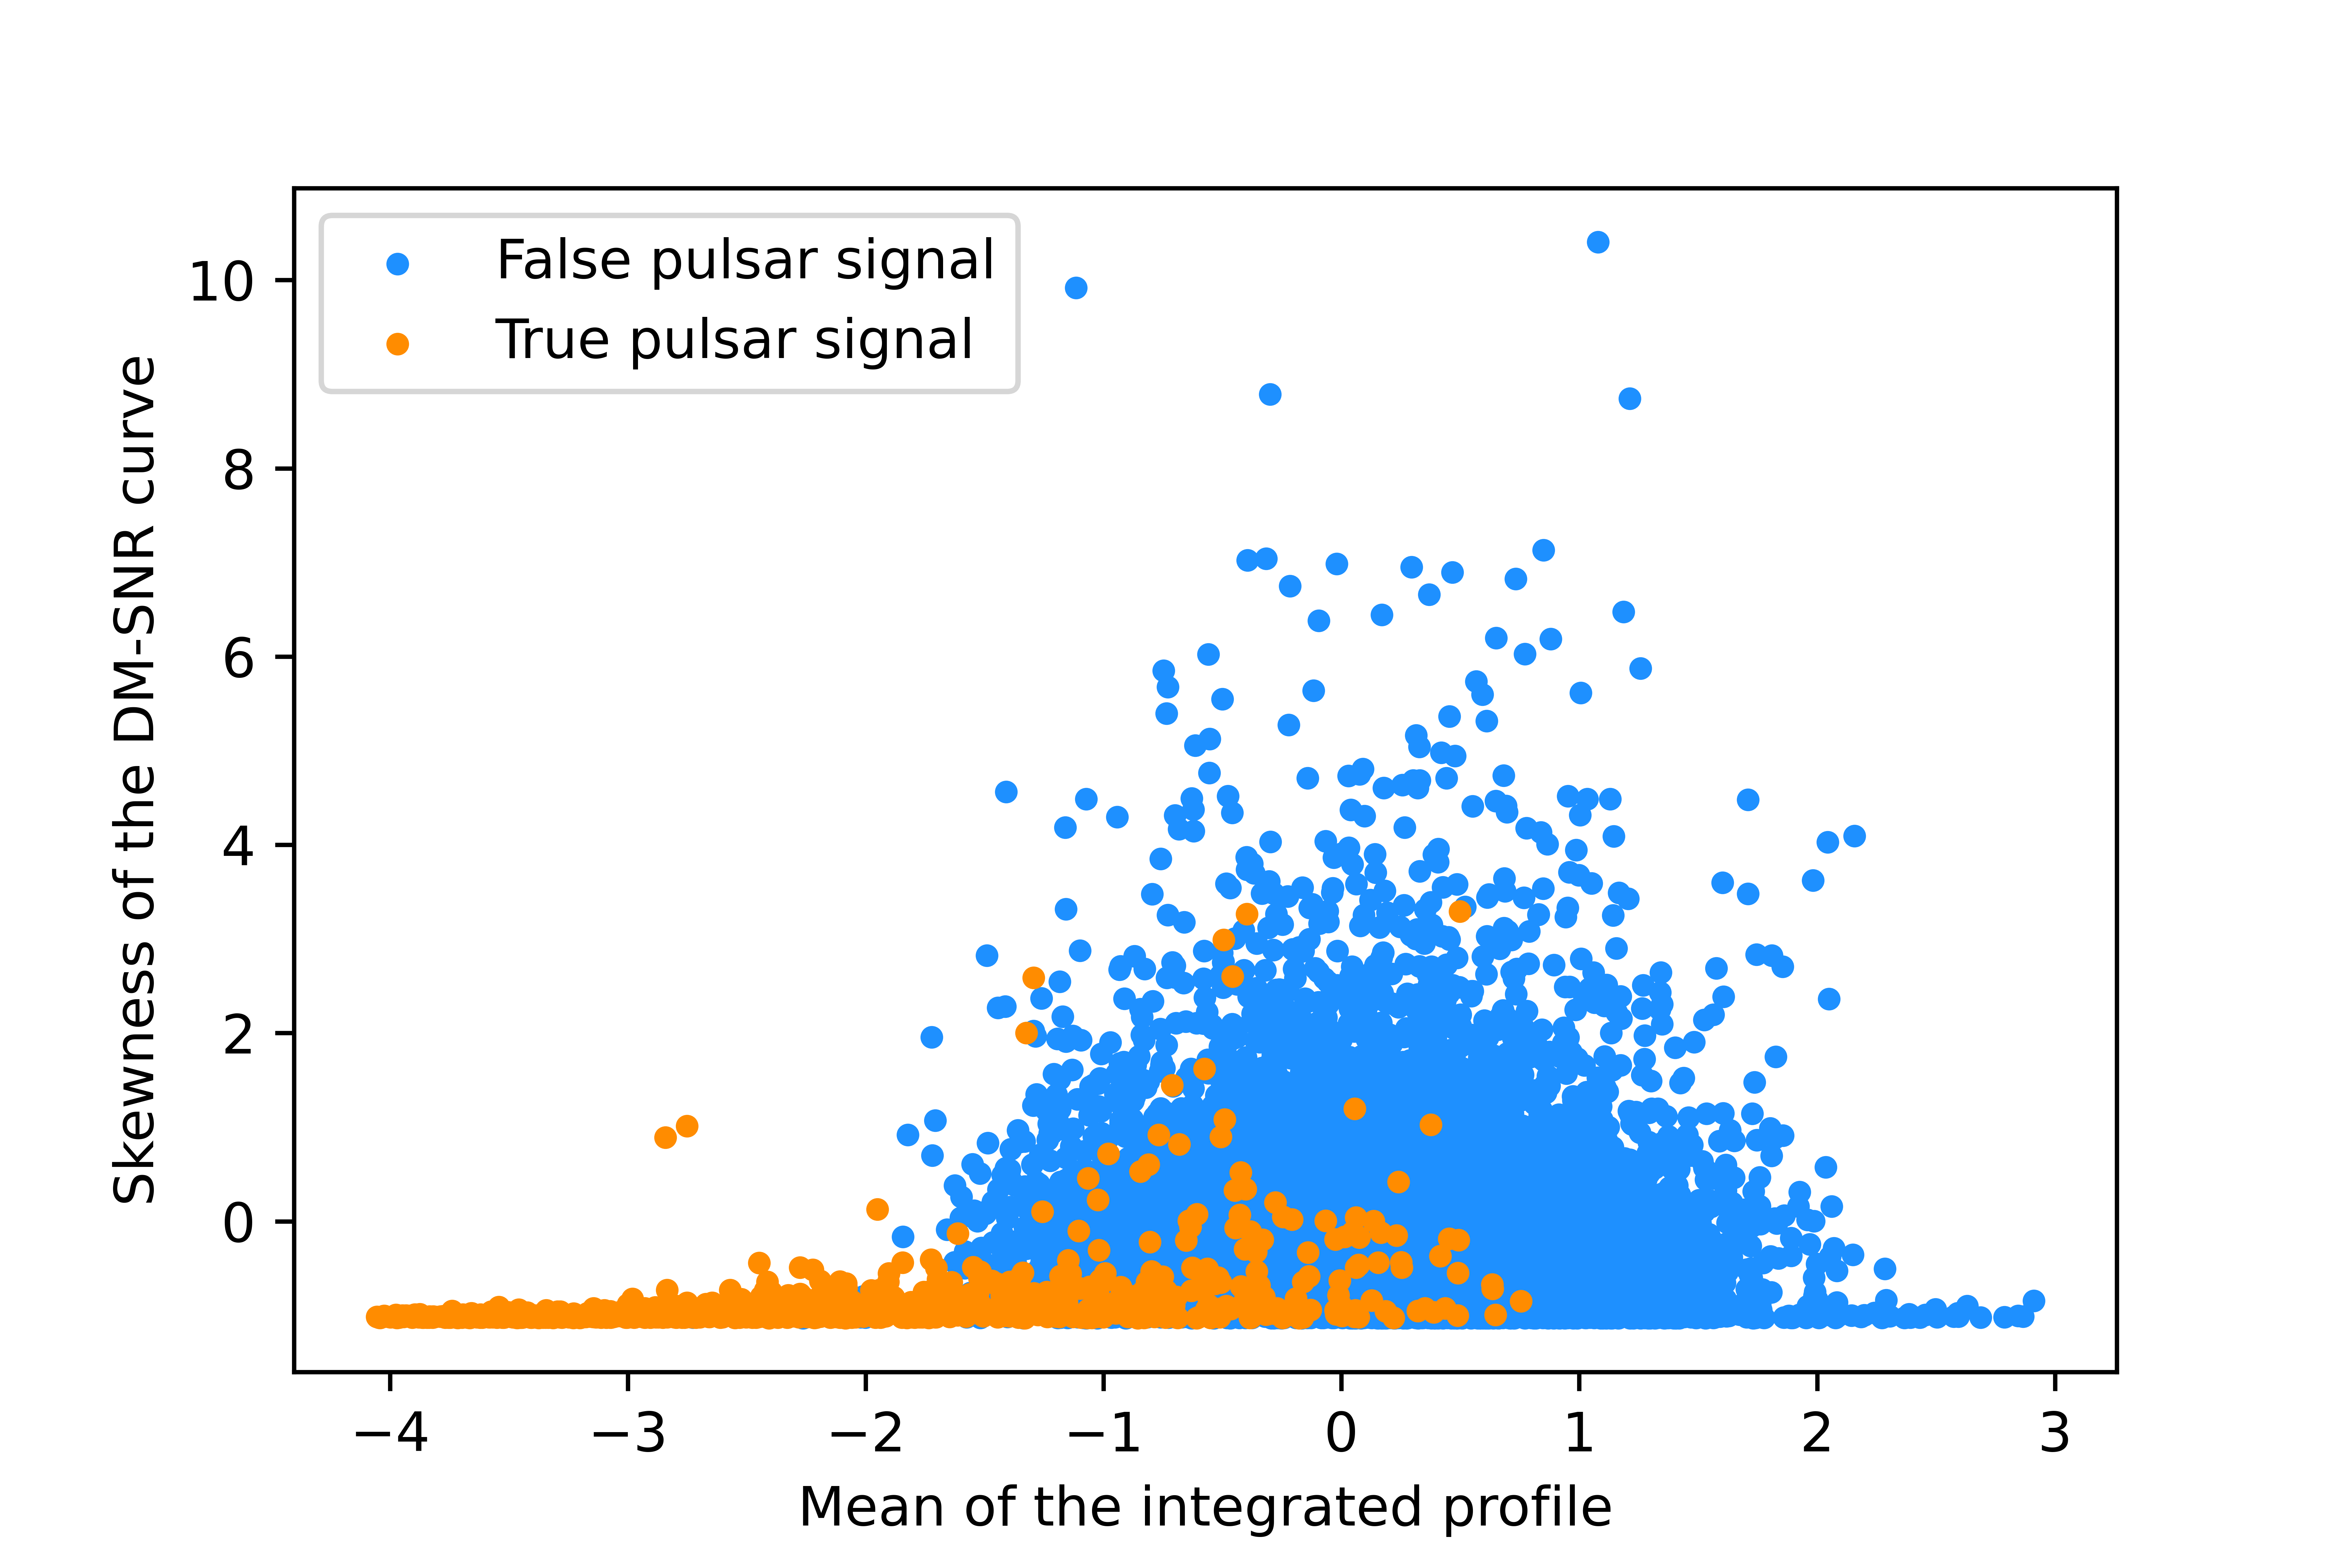 False pulsar signal
True pulsar signal
Skewness of the DM-SNR curve
10
8
6
4
2
0
−4 −3 −2 −1 0 1 2 3
Mean of the integrated profile